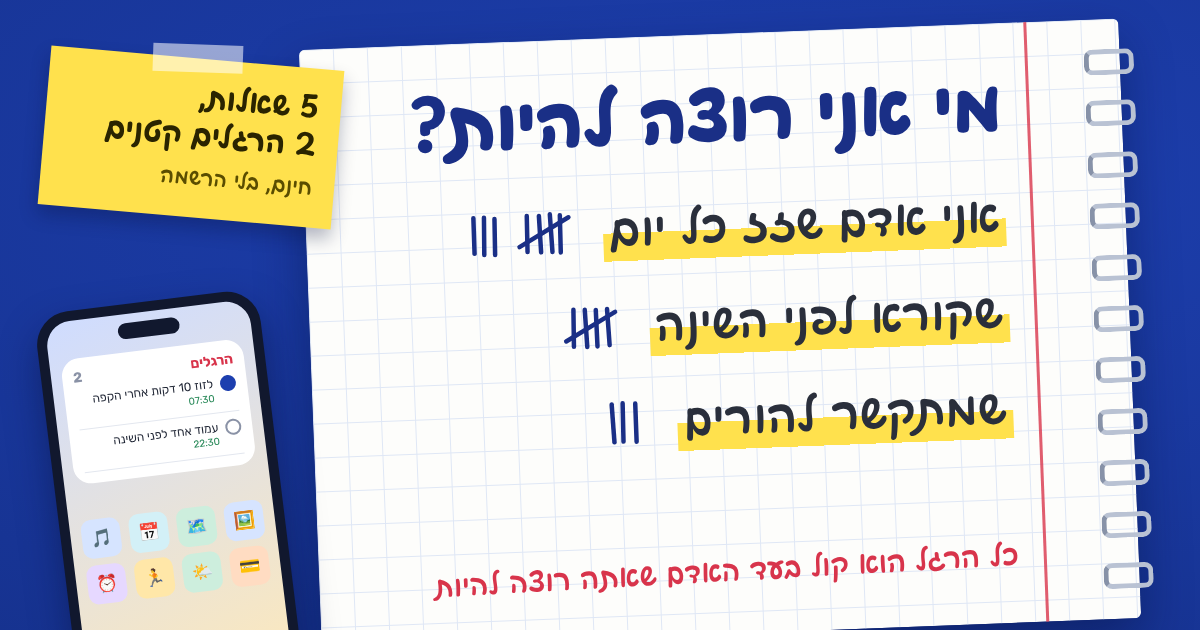 מי אני רוצה להיות?
אני אדם שזז כל יום
שקורא לפני השינה
שמתקשר להורים
כל הרגל הוא קול בעד האדם שאתה רוצה להיות
5 שאלות,
2 הרגלים קטנים
חינם, בלי הרשמה
הרגלים 2
לזוז 10 דקות אחרי הקפה
07:30
עמוד אחד לפני השינה
22:30